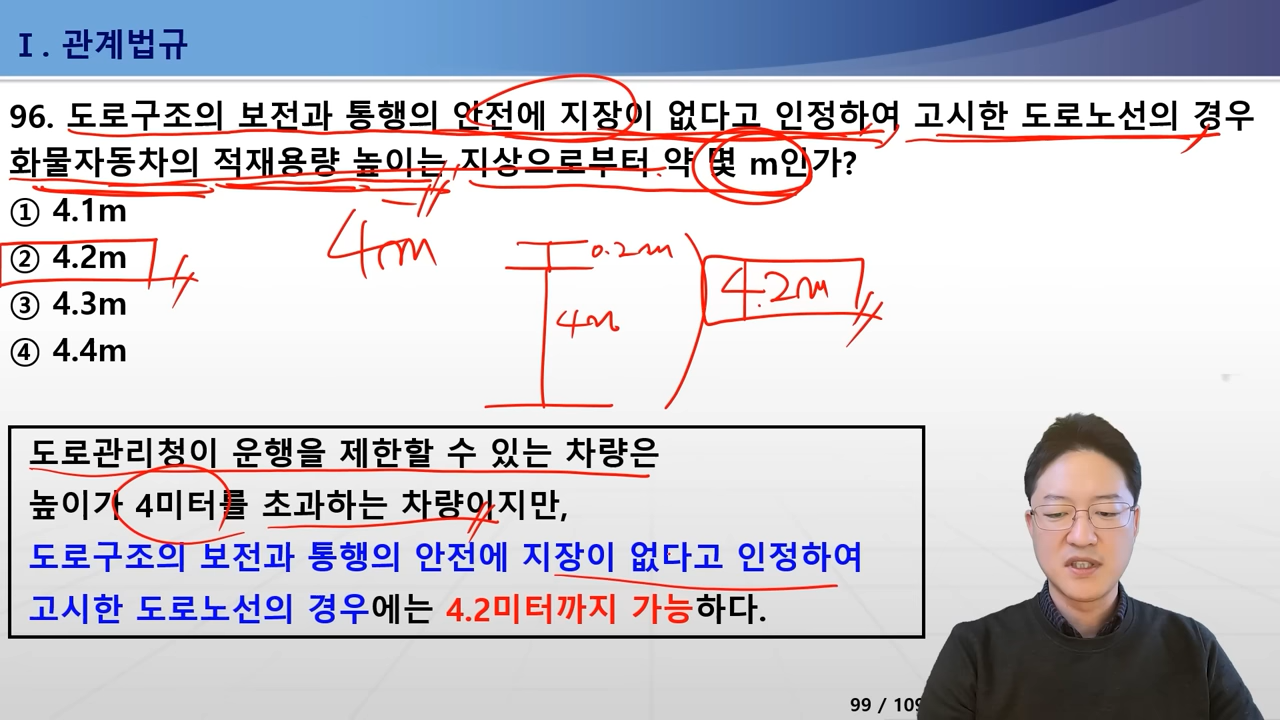 Ⅰ. 관계법규
96. 도로구조의 보전과 통행의 안전에 지장이 없다고 인정하여 고시한 도로노선의 경우
화물자동차의 적재용량 높이는 지상으로부터 약 몇 m인가?
① 4.1m
② 4.2m
③ 4.3m
④ 4.4m
4m
0.2m
4m
4.2m
도로관리청이 운행을 제한할 수 있는 차량은
높이가 4미터를 초과하는 차량이지만,
도로구조의 보전과 통행의 안전에 지장이 없다고 인정하여
고시한 도로노선의 경우에는 4.2미터까지 가능하다.
99 / 109